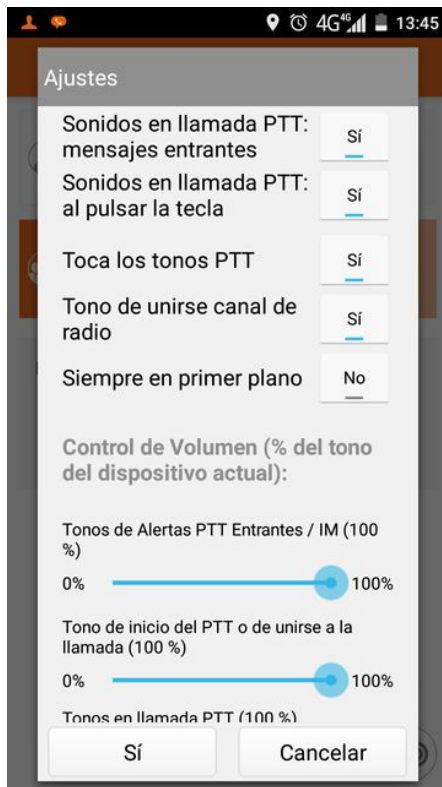 4G 4G 13:45
Ajustes
Sonidos en llamada PTT:
mensajes entrantes
Sí
Sonidos en llamada PTT:
al pulsar la tecla
Sí
Toca los tonos PTT
Sí
Tono de unirse canal de
radio
Sí
Siempre en primer plano
No
Control de Volumen (% del tono
del dispositivo actual):
Tonos de Alertas PTT Entrantes / IM (100
%)
0% 100%
Tono de inicio del PTT o de unirse a la
llamada (100 %)
0% 100%
Tonos en llamada PTT (100 %)
Sí Cancelar